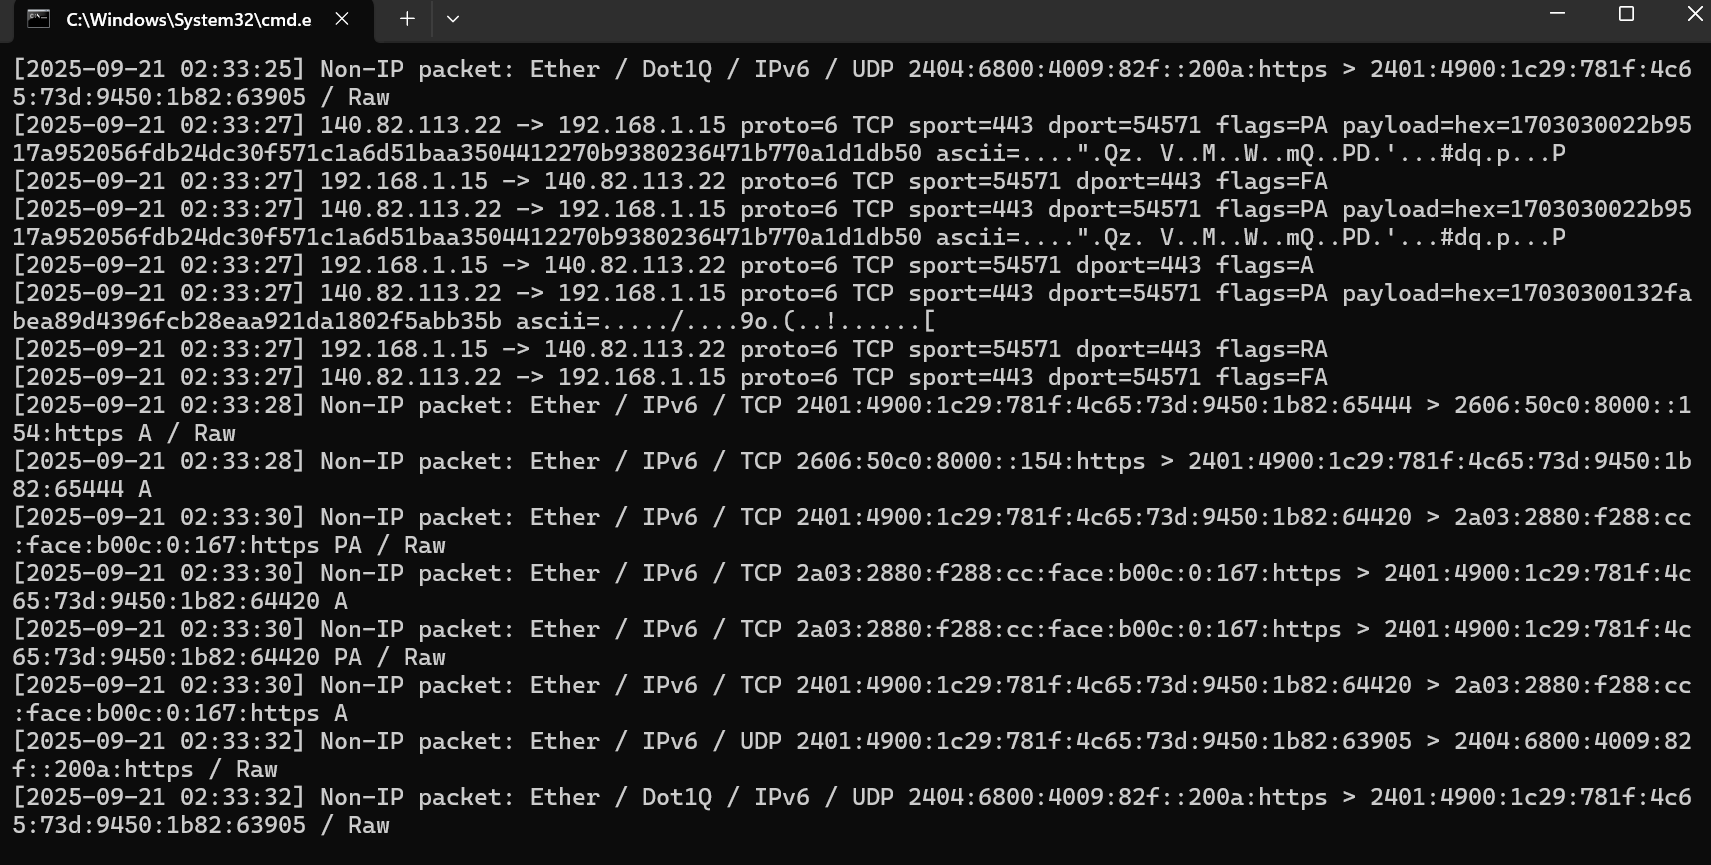 C:\Windows\System32\cmd.e
[2025-09-21 02:33:25] Non-IP packet: Ether / Dot1Q / IPv6 / UDP 2404:6800:4009:82f::200a:https > 2401:4900:1c29:781f:4c6
5:73d:9450:1b82:63905 / Raw
[2025-09-21 02:33:27] 140.82.113.22 -> 192.168.1.15 proto=6 TCP sport=443 dport=54571 flags=PA payload=hex=1703030022b95
17a952056fdb24dc30f571c1a6d51baa3504412270b9380236471b770a1d1db50 ascii=....".Qz. V..M..W..mQ..PD.'...#dq.p...P
[2025-09-21 02:33:27] 192.168.1.15 -> 140.82.113.22 proto=6 TCP sport=54571 dport=443 flags=FA
[2025-09-21 02:33:27] 140.82.113.22 -> 192.168.1.15 proto=6 TCP sport=443 dport=54571 flags=PA payload=hex=1703030022b95
17a952056fdb24dc30f571c1a6d51baa3504412270b9380236471b770a1d1db50 ascii=....".Qz. V..M..W..mQ..PD.'...#dq.p...P
[2025-09-21 02:33:27] 192.168.1.15 -> 140.82.113.22 proto=6 TCP sport=54571 dport=443 flags=A
[2025-09-21 02:33:27] 140.82.113.22 -> 192.168.1.15 proto=6 TCP sport=443 dport=54571 flags=PA payload=hex=17030300132fa
bea89d4396fcb28eaa921da1802f5abb35b ascii=...../....9o.(..!......[
[2025-09-21 02:33:27] 192.168.1.15 -> 140.82.113.22 proto=6 TCP sport=54571 dport=443 flags=RA
[2025-09-21 02:33:27] 140.82.113.22 -> 192.168.1.15 proto=6 TCP sport=443 dport=54571 flags=FA
[2025-09-21 02:33:28] Non-IP packet: Ether / IPv6 / TCP 2401:4900:1c29:781f:4c65:73d:9450:1b82:65444 > 2606:50c0:8000::1
54:https A / Raw
[2025-09-21 02:33:28] Non-IP packet: Ether / IPv6 / TCP 2606:50c0:8000::154:https > 2401:4900:1c29:781f:4c65:73d:9450:1b
82:65444 A
[2025-09-21 02:33:30] Non-IP packet: Ether / IPv6 / TCP 2401:4900:1c29:781f:4c65:73d:9450:1b82:64420 > 2a03:2880:f288:cc
:face:b00c:0:167:https PA / Raw
[2025-09-21 02:33:30] Non-IP packet: Ether / IPv6 / TCP 2a03:2880:f288:cc:face:b00c:0:167:https > 2401:4900:1c29:781f:4c
65:73d:9450:1b82:64420 A
[2025-09-21 02:33:30] Non-IP packet: Ether / IPv6 / TCP 2a03:2880:f288:cc:face:b00c:0:167:https > 2401:4900:1c29:781f:4c
65:73d:9450:1b82:64420 PA / Raw
[2025-09-21 02:33:30] Non-IP packet: Ether / IPv6 / TCP 2401:4900:1c29:781f:4c65:73d:9450:1b82:64420 > 2a03:2880:f288:cc
:face:b00c:0:167:https A
[2025-09-21 02:33:32] Non-IP packet: Ether / IPv6 / UDP 2401:4900:1c29:781f:4c65:73d:9450:1b82:63905 > 2404:6800:4009:82
f::200a:https / Raw
[2025-09-21 02:33:32] Non-IP packet: Ether / Dot1Q / IPv6 / UDP 2404:6800:4009:82f::200a:https > 2401:4900:1c29:781f:4c6
5:73d:9450:1b82:63905 / Raw